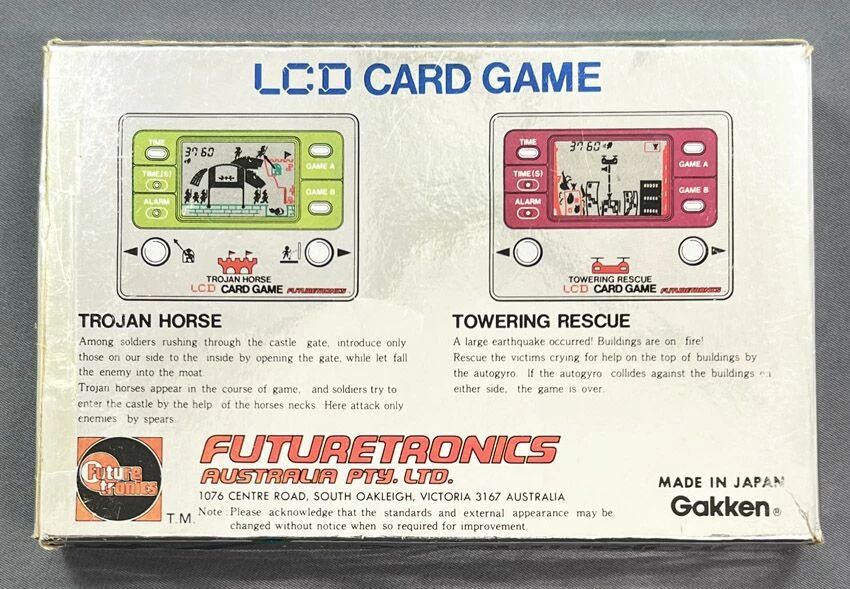 LCD CARD GAME
TIME
TIME(S)
ALARM
3760
GAME A
GAME B
TROJAN HORSE
LCD CARD GAME FUTURETRONICS
TIME
TIME(S)
ALARM
3760
GAME A
GAME B
TOWERING RESCUE
LCD CARD GAME FUTURETRONICS
TROJAN HORSE
Among soldiers rushing through the castle gate, introduce only
those on our side to the inside by opening the gate, while let fall
the enemy into the moat.
Trojan horses appear in the course of game, and soldiers try to
enter the castle by the help of the horses necks. Here attack only
enemies by spears.
TOWERING RESCUE
A large earthquake occurred! Buildings are on fire!
Rescue the victims crying for help on the top of buildings by
the autogyro. If the autogyro collides against the buildings on
either side, the game is over.
Future
tronics
T.M.
FUTURETRONICS
AUSTRALIA PTY. LTD.
1076 CENTRE ROAD, SOUTH OAKLEIGH, VICTORIA 3167 AUSTRALIA
Note: Please acknowledge that the standards and external appearance may be
changed without notice when so required for improvement.
MADE IN JAPAN
Gakken®